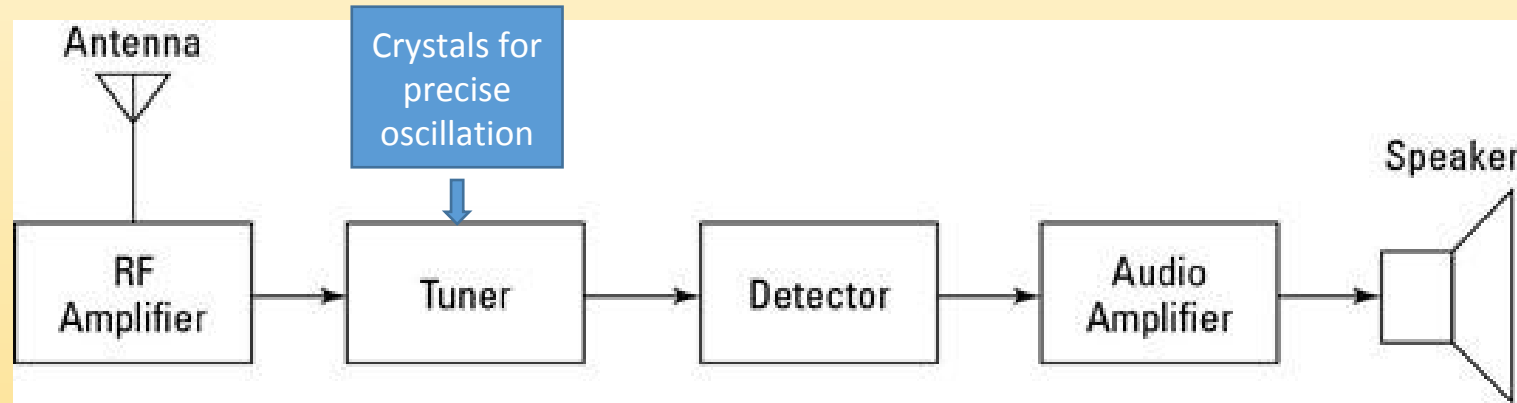 Antenna
Crystals for
precise
oscillation
Speaker
RF
Amplifier
Tuner
Detector
Audio
Amplifier